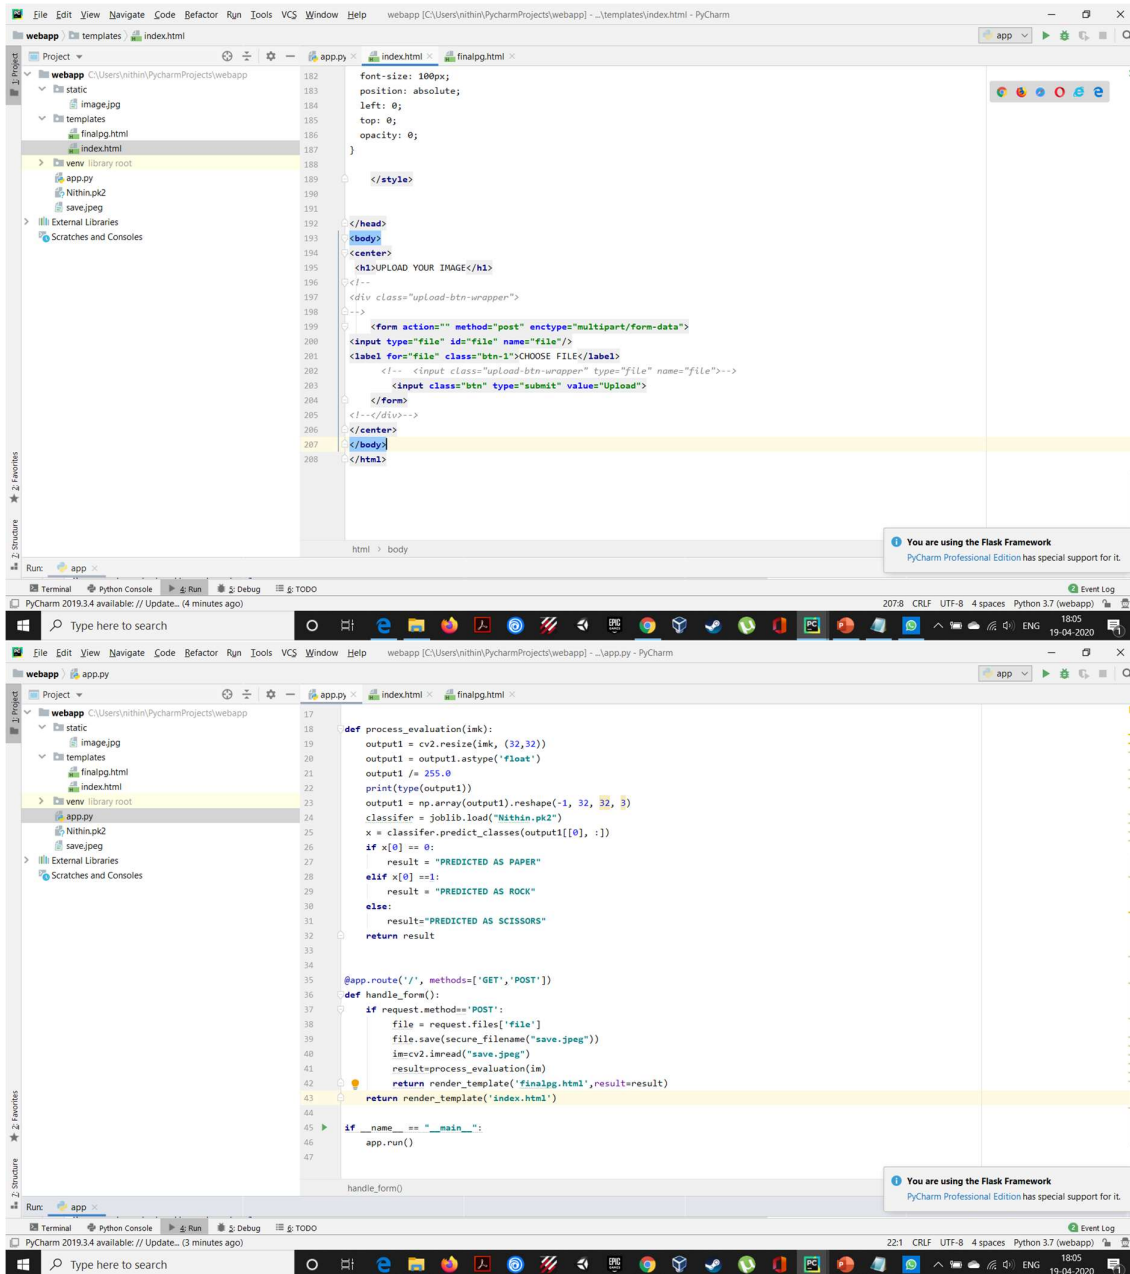 File Edit View Navigate Code Refactor Run Tools VCS Window Help webapp [C:\Users\nithin\PycharmProjects\webapp] - ...\templates\index.html - PyCharm
webapp templates index.html app
Project app.py index.html finalpg.html
1: Project
webapp C:\Users\nithin\PycharmProjects\webapp
static
image.jpg
templates
finalpg.html
index.html
venv library root
app.py
Nithin.pk2
save.jpeg
External Libraries
Scratches and Consoles
182 font-size: 100px;
183 position: absolute;
184 left: 0;
185 top: 0;
186 opacity: 0;
187 }
188
189 </style>
190
191
192 </head>
193 <body>
194 <center>
195 <h1>UPLOAD YOUR IMAGE</h1>
196 <!--
197 <div class="upload-btn-wrapper">
198 -->
199 <form action="" method="post" enctype="multipart/form-data">
200 <input type="file" id="file" name="file"/>
201 <label for="file" class="btn-1">CHOOSE FILE</label>
202 <!-- <input class="upload-btn-wrapper" type="file" name="file">-->
203 <input class="btn" type="submit" value="Upload">
204 </form>
205 <!--</div>-->
206 </center>
207 </body>
208 </html>
html > body
2: Favorites
Z: Structure
You are using the Flask Framework
PyCharm Professional Edition has special support for it.
Run: app
Terminal Python Console 4: Run 5: Debug 6: TODO Event Log
PyCharm 2019.3.4 available: // Update... (4 minutes ago) 207:8 CRLF UTF-8 4 spaces Python 3.7 (webapp)
Type here to search ENG 18:05
19-04-2020
File Edit View Navigate Code Refactor Run Tools VCS Window Help webapp [C:\Users\nithin\PycharmProjects\webapp] - ...\app.py - PyCharm
webapp app.py app
Project app.py index.html finalpg.html
1: Project
webapp C:\Users\nithin\PycharmProjects\webapp
static
image.jpg
templates
finalpg.html
index.html
venv library root
app.py
Nithin.pk2
save.jpeg
External Libraries
Scratches and Consoles
17
18 def process_evaluation(imk):
19 output1 = cv2.resize(imk, (32,32))
20 output1 = output1.astype('float')
21 output1 /= 255.0
22 print(type(output1))
23 output1 = np.array(output1).reshape(-1, 32, 32, 3)
24 classifer = joblib.load("Nithin.pk2")
25 x = classifer.predict_classes(output1[[0], :])
26 if x[0] == 0:
27 result = "PREDICTED AS PAPER"
28 elif x[0] ==1:
29 result = "PREDICTED AS ROCK"
30 else:
31 result="PREDICTED AS SCISSORS"
32 return result
33
34
35 @app.route('/', methods=['GET','POST'])
36 def handle_form():
37 if request.method=='POST':
38 file = request.files['file']
39 file.save(secure_filename("save.jpeg"))
40 im=cv2.imread("save.jpeg")
41 result=process_evaluation(im)
42 return render_template('finalpg.html',result=result)
43 return render_template('index.html')
44
45 if __name__ == "__main__":
46 app.run()
47
handle_form()
2: Favorites
Z: Structure
You are using the Flask Framework
PyCharm Professional Edition has special support for it.
Run: app
Terminal Python Console 4: Run 5: Debug 6: TODO Event Log
PyCharm 2019.3.4 available: // Update... (3 minutes ago) 22:1 CRLF UTF-8 4 spaces Python 3.7 (webapp)
Type here to search ENG 18:05
19-04-2020